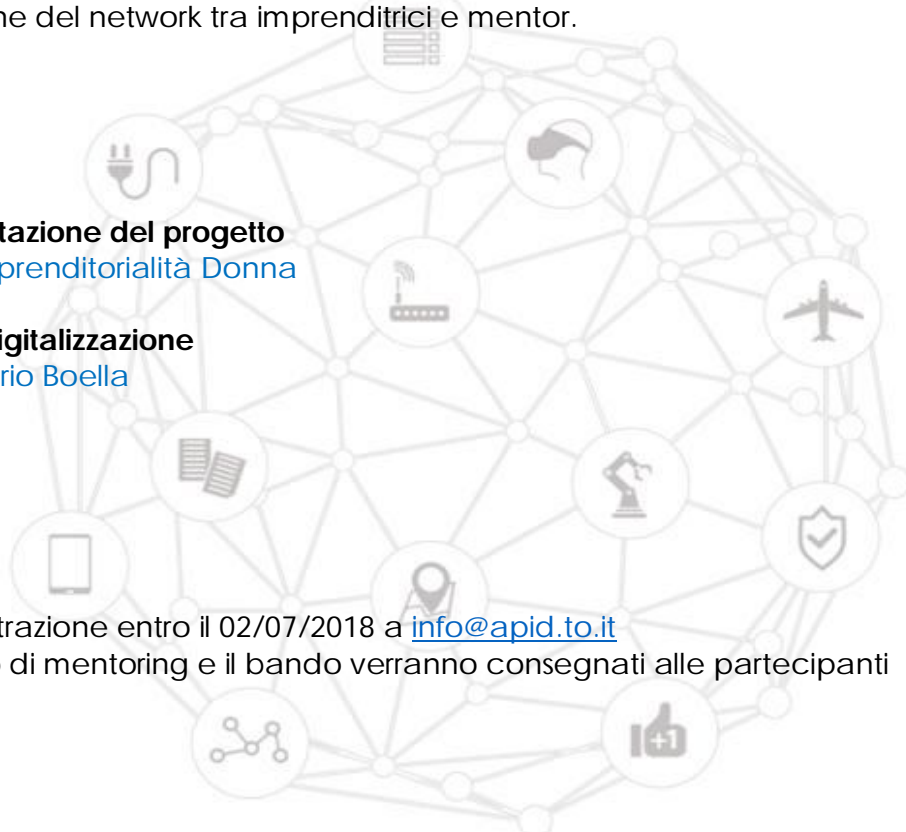 ne del network tra imprenditrici e mentor.
tazione del progetto
prenditorialità Donna
igitalizzazione
rio Boella
trazione entro il 02/07/2018 a info@apid.to.it
o di mentoring e il bando verranno consegnati alle partecipanti
+1